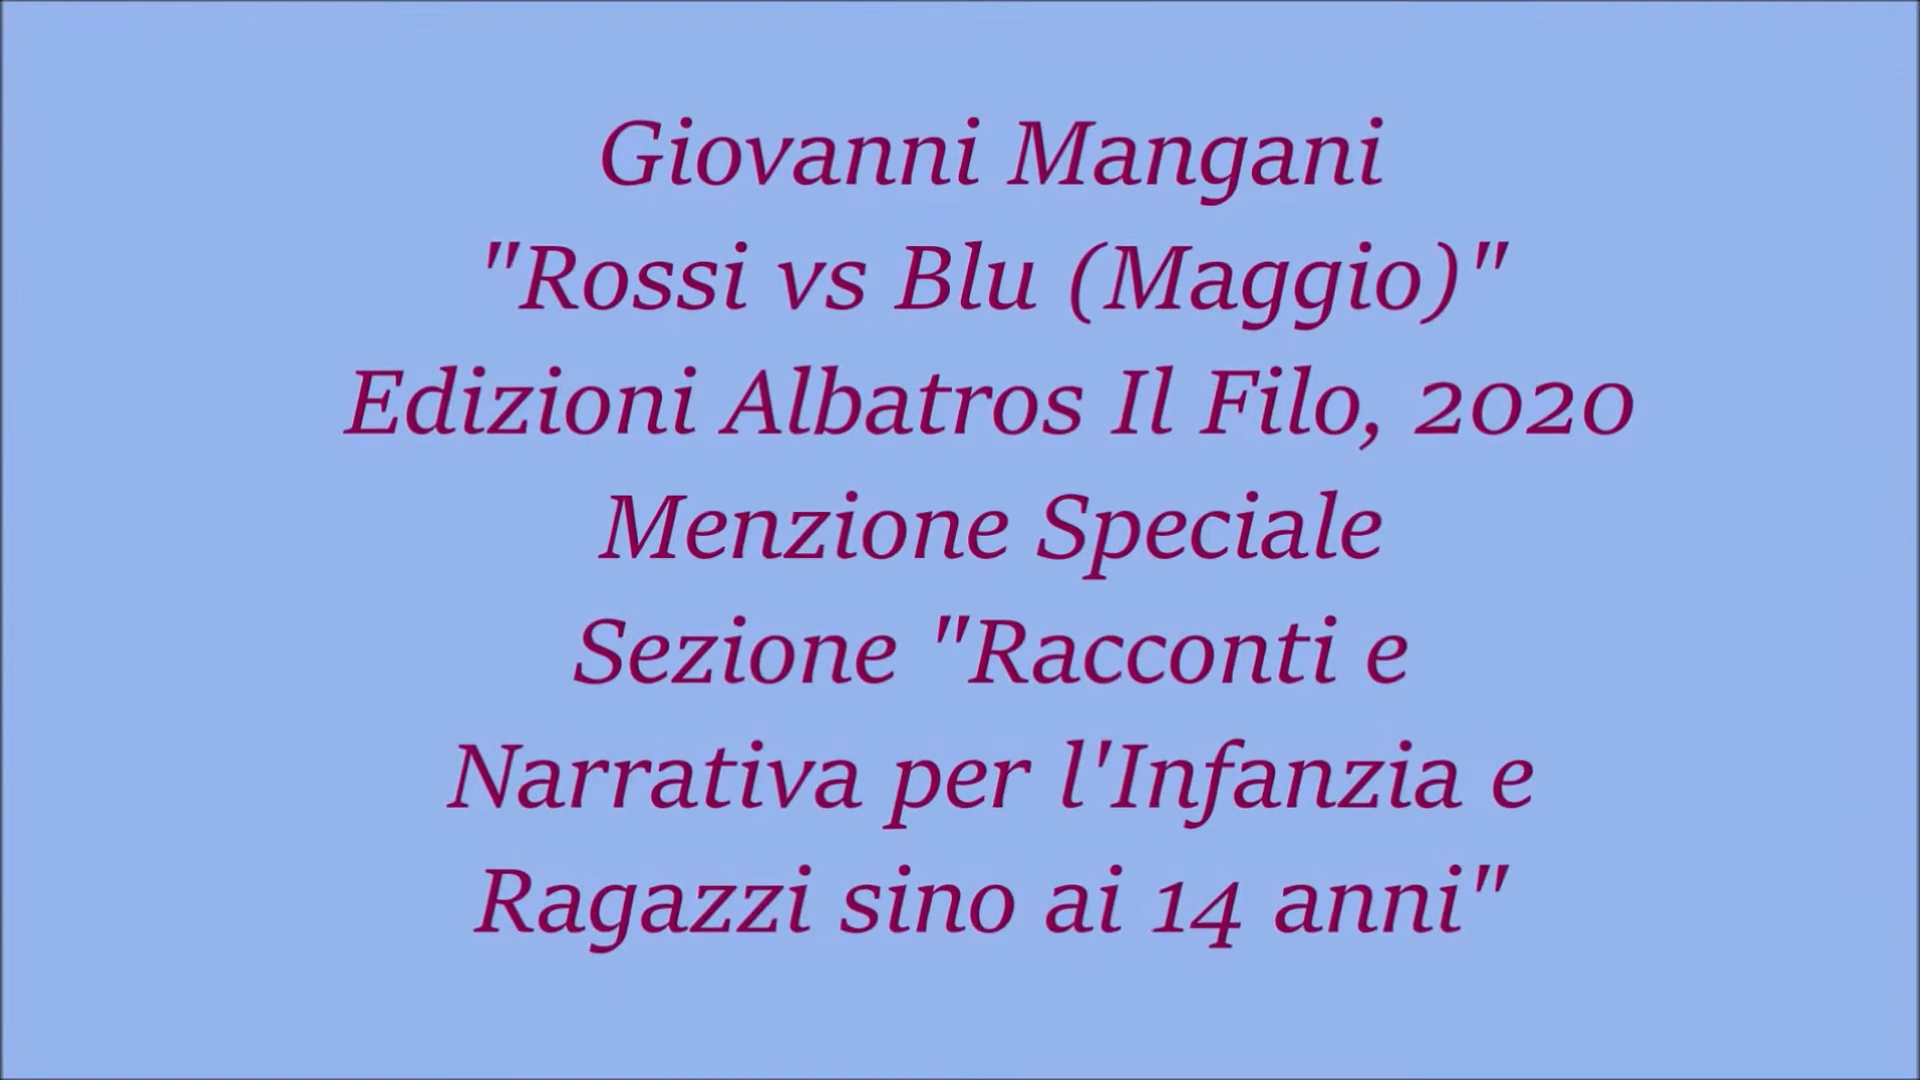 Giovanni Mangani
"Rossi vs Blu (Maggio)"
Edizioni Albatros Il Filo, 2020
Menzione Speciale
Sezione "Racconti e
Narrativa per l'Infanzia e
Ragazzi sino ai 14 anni"